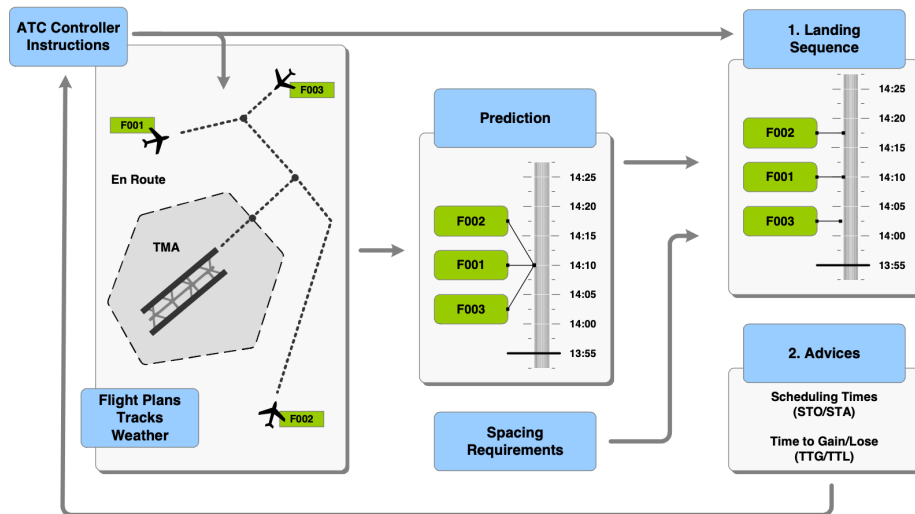 ATC Controller
Instructions
F003
F001
En Route
TMA
F002
Flight Plans
Tracks
Weather
Prediction
14:25
14:20
F002
14:15
F001
14:10
14:05
F003
14:00
13:55
Spacing
Requirements
1. Landing
Sequence
14:25
14:20
F002
14:15
F001
14:10
14:05
F003
14:00
13:55
2. Advices
Scheduling Times
(STO/STA)
Time to Gain/Lose
(TTG/TTL)